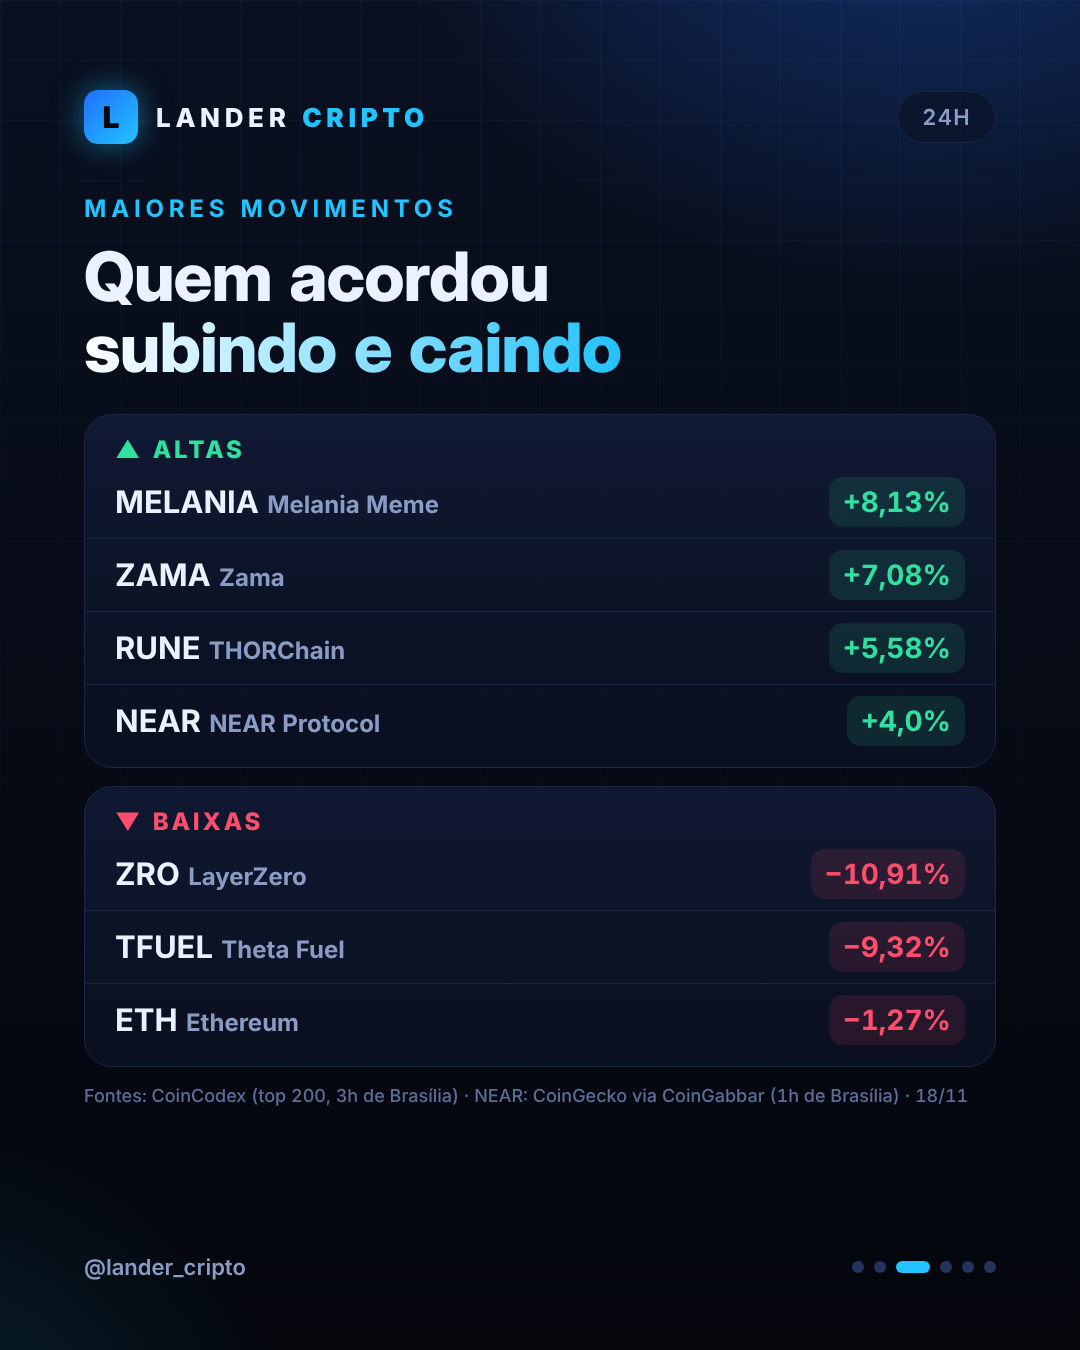 L LANDER CRIPTO
24H
MAIORES MOVIMENTOS
Quem acordou
subindo e caindo
▲ ALTAS
MELANIA Melania Meme +8,13%
ZAMA Zama +7,08%
RUNE THORChain +5,58%
NEAR NEAR Protocol +4,0%
▼ BAIXAS
ZRO LayerZero −10,91%
TFUEL Theta Fuel −9,32%
ETH Ethereum −1,27%
Fontes: CoinCodex (top 200, 3h de Brasília) · NEAR: CoinGecko via CoinGabbar (1h de Brasília) · 18/11
@lander_cripto